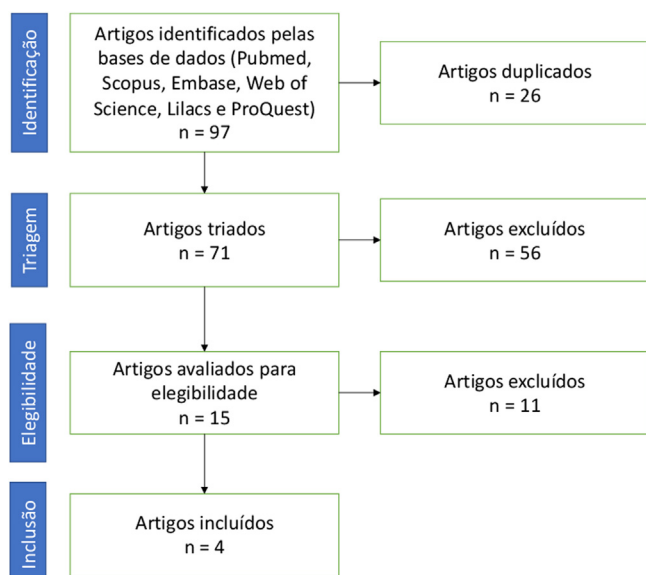 Identificação
Artigos identificados pelas
bases de dados (Pubmed,
Scopus, Embase, Web of
Science, Lilacs e ProQuest)
n = 97
Artigos duplicados
n = 26
Triagem
Artigos triados
n = 71
Artigos excluídos
n = 56
Elegibilidade
Artigos avaliados para
elegibilidade
n = 15
Artigos excluídos
n = 11
Inclusão
Artigos incluídos
n = 4